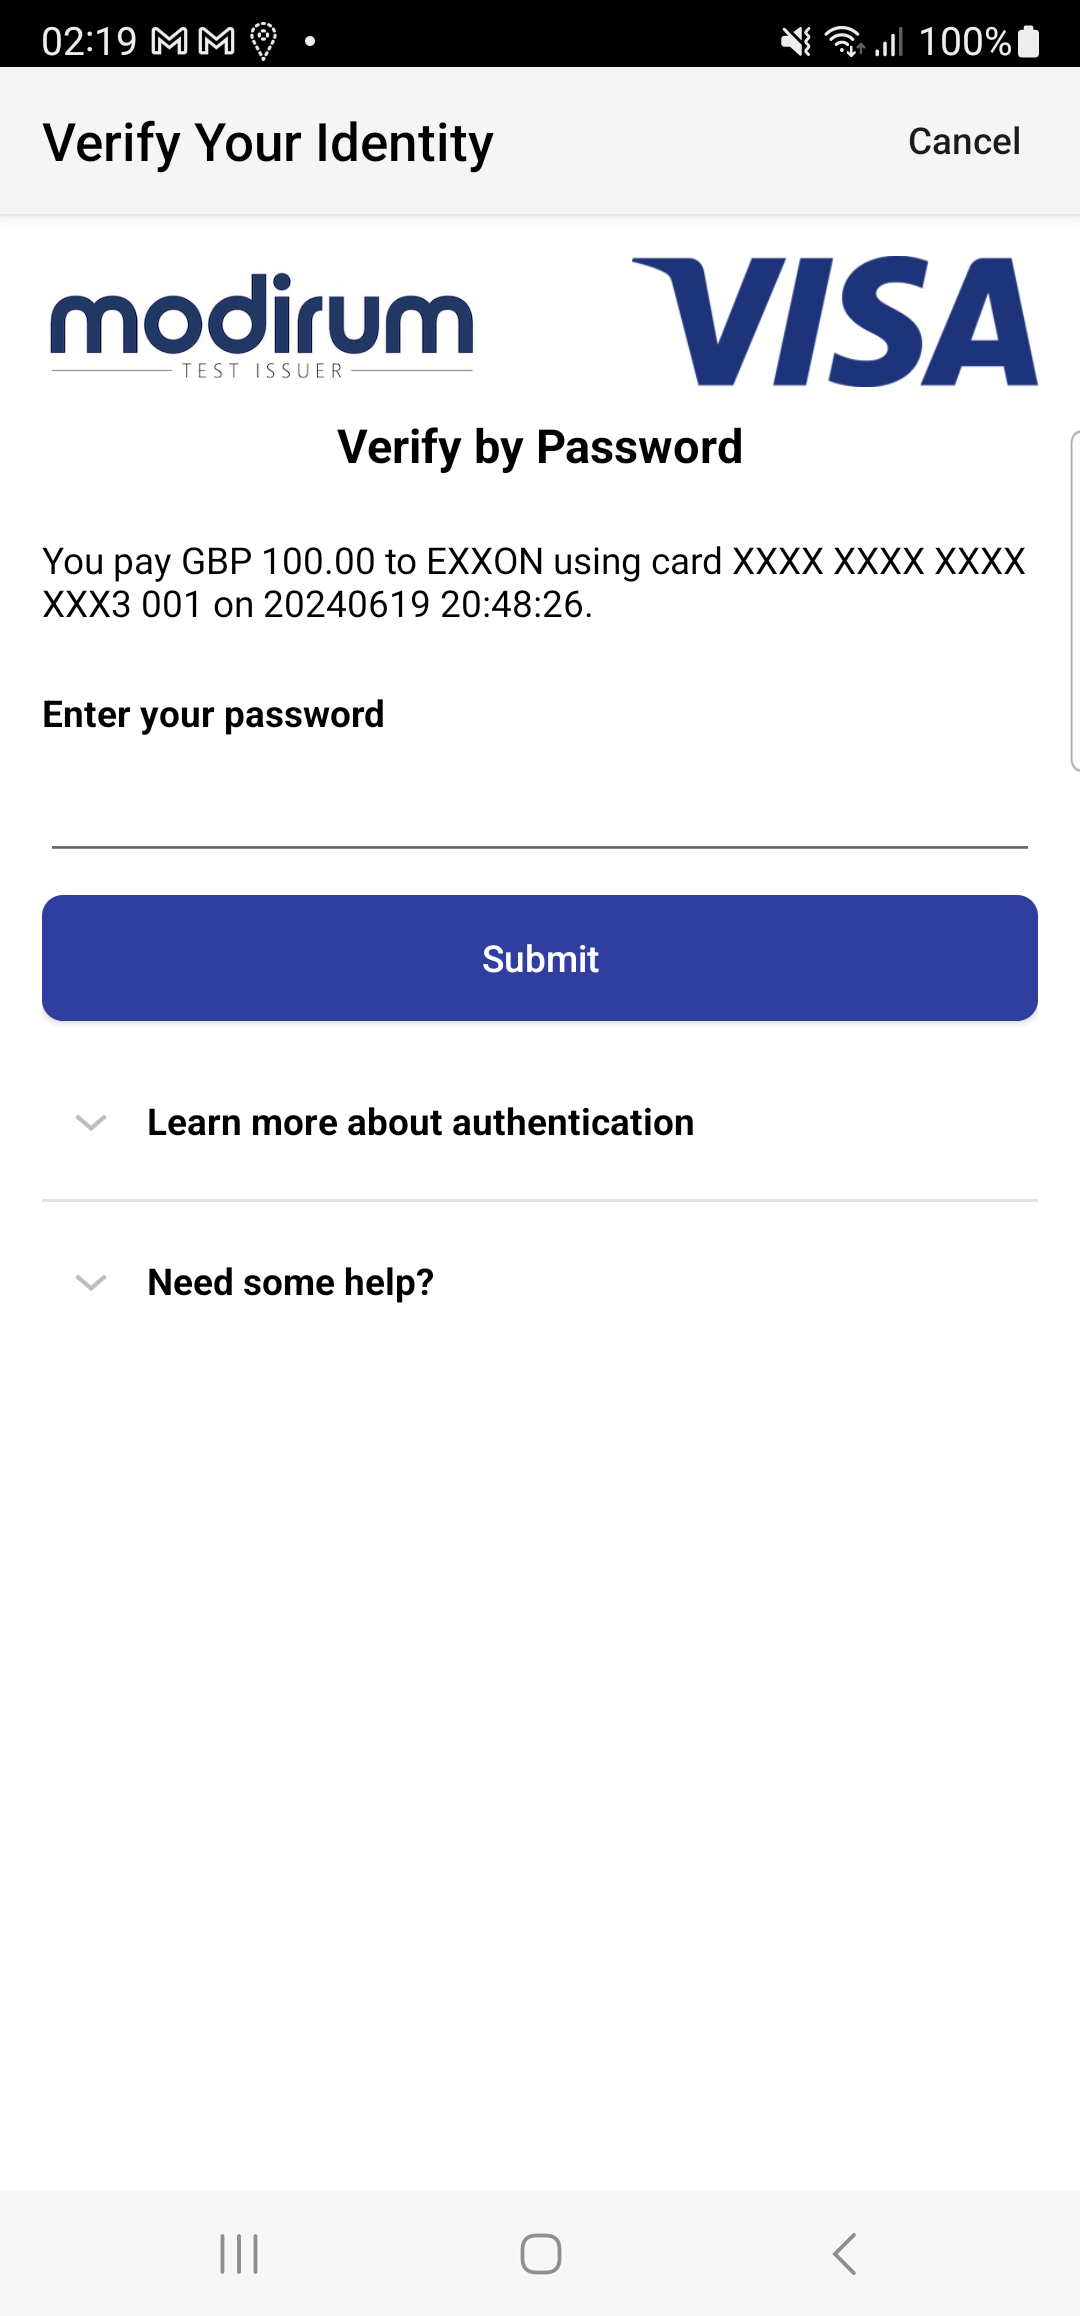 02:19
100%
Verify Your Identity
Cancel
modirum
TEST ISSUER
VISA
Verify by Password
You pay GBP 100.00 to EXXON using card XXXX XXXX XXXX
XXX3 001 on 20240619 20:48:26.
Enter your password
Submit
Learn more about authentication
Need some help?